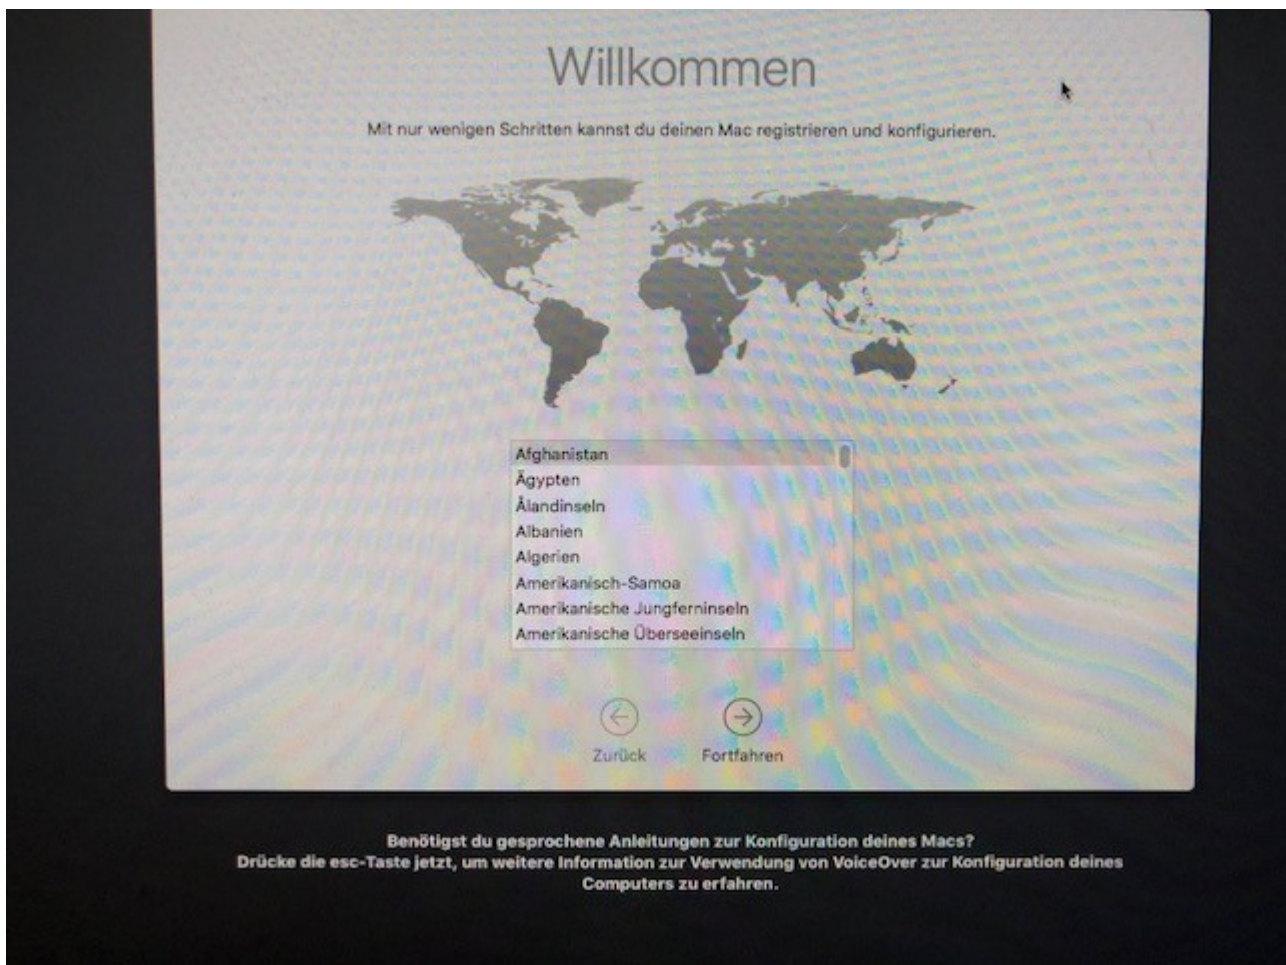 Willkommen
Mit nur wenigen Schritten kannst du deinen Mac registrieren und konfigurieren.
Afghanistan
Ägypten
Ålandinseln
Albanien
Algerien
Amerikanisch-Samoa
Amerikanische Jungferninseln
Amerikanische Überseeinseln
Zurück
Fortfahren
Benötigst du gesprochene Anleitungen zur Konfiguration deines Macs?
Drücke die esc-Taste jetzt, um weitere Information zur Verwendung von VoiceOver zur Konfiguration deines
Computers zu erfahren.